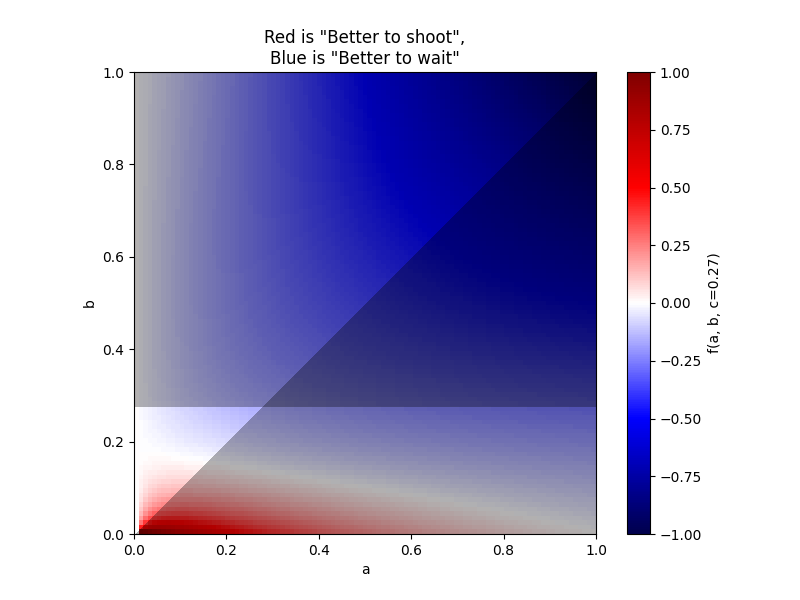 Red is "Better to shoot",
Blue is "Better to wait"
1.0
0.8
0.6
0.4
0.2
0.0
b
0.0 0.2 0.4 0.6 0.8 1.0
a
1.00
0.75
0.50
0.25
0.00
−0.25
−0.50
−0.75
−1.00
f(a, b, c=0.27)